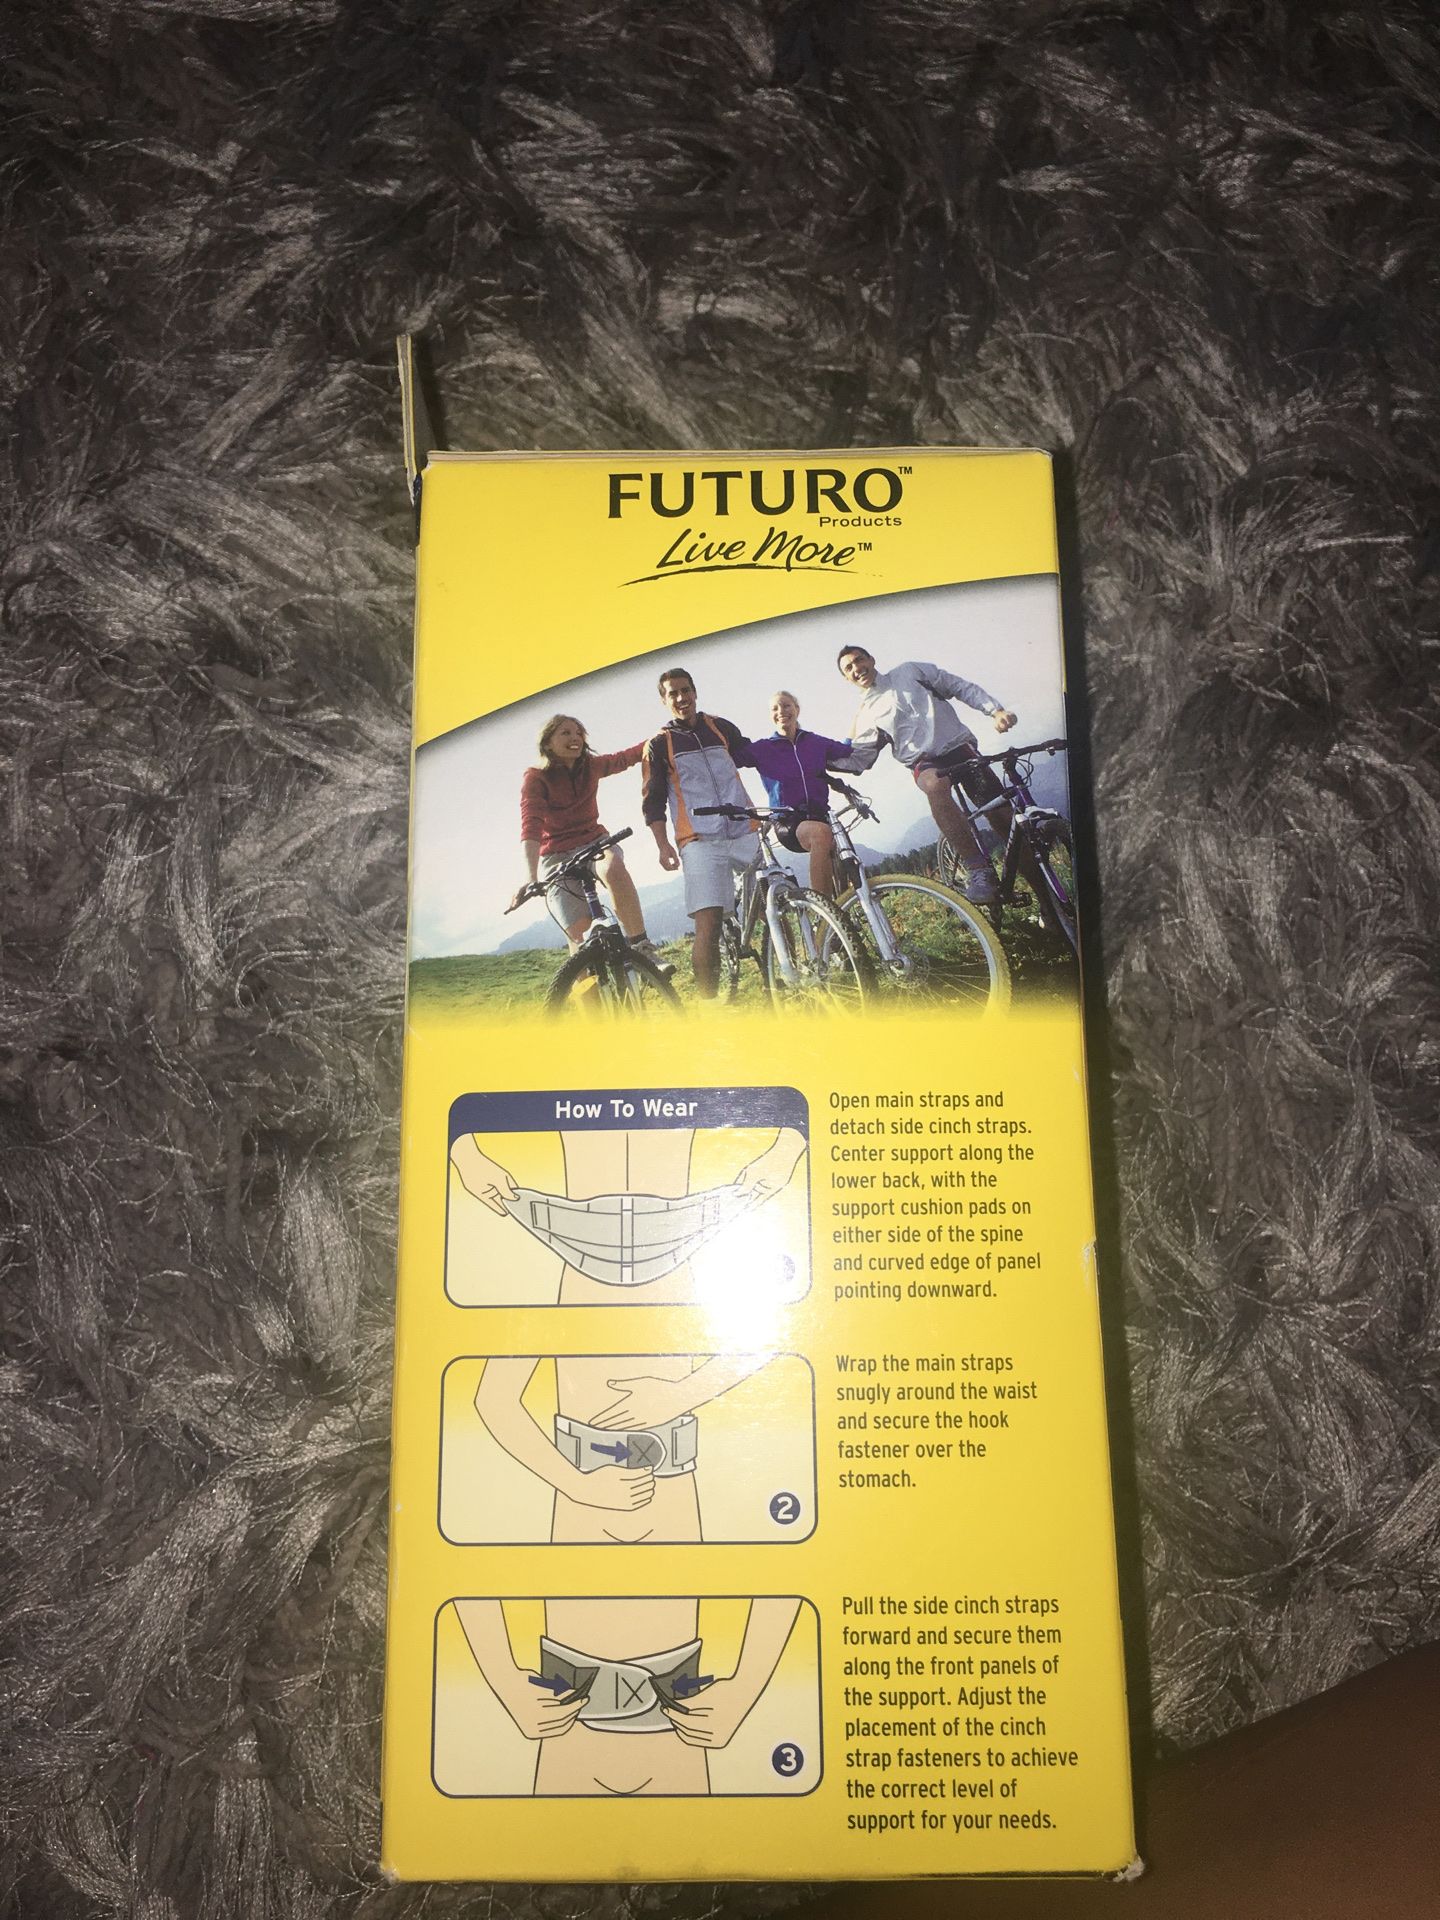 FUTURO™
Products
Live More™
How To Wear
Open main straps and
detach side cinch straps.
Center support along the
lower back, with the
support cushion pads on
either side of the spine
and curved edge of panel
pointing downward.
Wrap the main straps
snugly around the waist
and secure the hook
fastener over the
stomach.
2
Pull the side cinch straps
forward and secure them
along the front panels of
the support. Adjust the
placement of the cinch
strap fasteners to achieve
the correct level of
support for your needs.
3